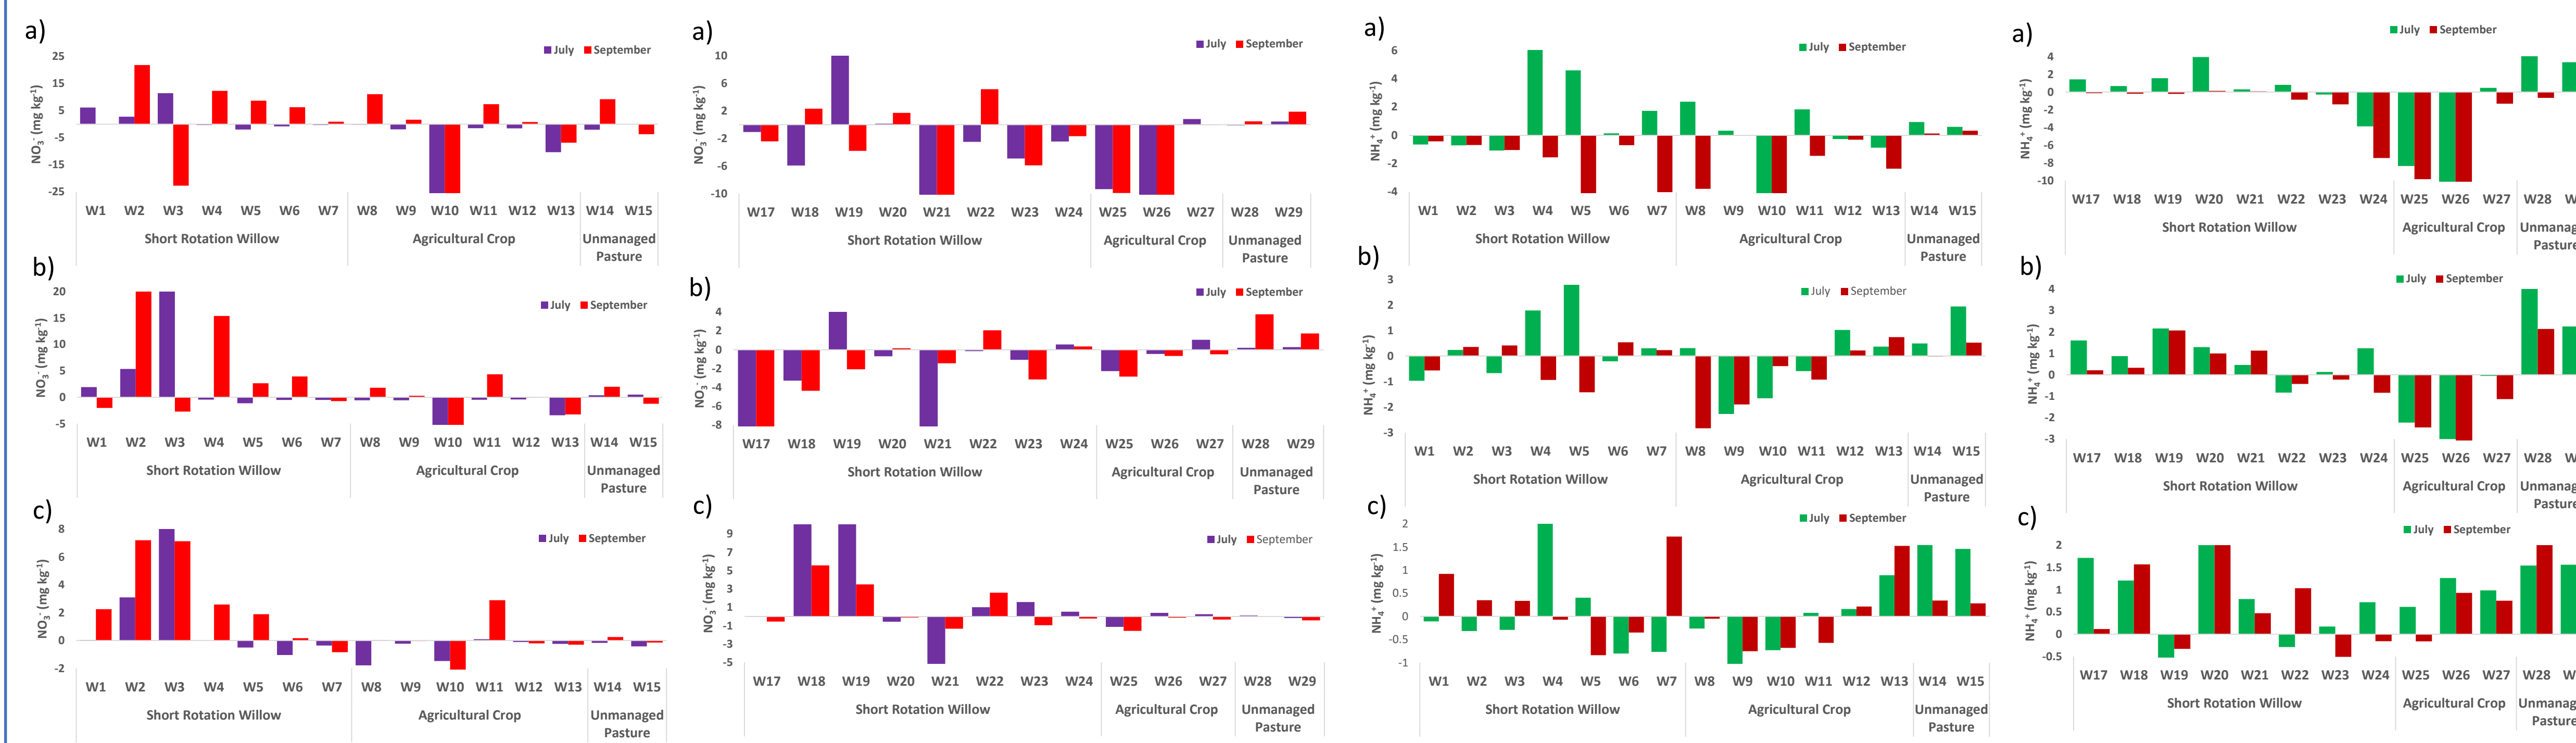 a)
July September
NO3- (mg kg-1)
25
15
5
-5
-15
-25
W1 W2 W3 W4 W5 W6 W7 W8 W9 W10 W11 W12 W13 W14 W15
Short Rotation Willow Agricultural Crop Unmanaged
Pasture
b)
July September
NO3- (mg kg-1)
20
15
10
5
0
-5
W1 W2 W3 W4 W5 W6 W7 W8 W9 W10 W11 W12 W13 W14 W15
Short Rotation Willow Agricultural Crop Unmanaged
Pasture
c)
July September
NO3- (mg kg-1)
8
6
4
2
0
-2
W1 W2 W3 W4 W5 W6 W7 W8 W9 W10 W11 W12 W13 W14 W15
Short Rotation Willow Agricultural Crop Unmanaged
Pasture
a)
July September
NO3- (mg kg-1)
10
6
2
-2
-6
-10
W17 W18 W19 W20 W21 W22 W23 W24 W25 W26 W27 W28 W29
Short Rotation Willow Agricultural Crop Unmanaged
Pasture
b)
July September
NO3- (mg kg-1)
4
2
0
-2
-4
-6
-8
W17 W18 W19 W20 W21 W22 W23 W24 W25 W26 W27 W28 W29
Short Rotation Willow Agricultural Crop Unmanaged
Pasture
c)
July September
NO3- (mg kg-1)
9
7
5
3
1
-1
-3
-5
W17 W18 W19 W20 W21 W22 W23 W24 W25 W26 W27 W28 W29
Short Rotation Willow Agricultural Crop Unmanaged
Pasture
a)
July September
NH4+ (mg kg-1)
6
4
2
0
-2
-4
W1 W2 W3 W4 W5 W6 W7 W8 W9 W10 W11 W12 W13 W14 W15
Short Rotation Willow Agricultural Crop Unmanaged
Pasture
b)
July September
NH4+ (mg kg-1)
3
2
1
0
-1
-2
-3
W1 W2 W3 W4 W5 W6 W7 W8 W9 W10 W11 W12 W13 W14 W15
Short Rotation Willow Agricultural Crop Unmanaged
Pasture
c)
July September
NH4+ (mg kg-1)
2
1.5
1
0.5
0
-0.5
-1
W1 W2 W3 W4 W5 W6 W7 W8 W9 W10 W11 W12 W13 W14 W15
Short Rotation Willow Agricultural Crop Unmanaged
Pasture
a)
July September
NH4+ (mg kg-1)
4
2
0
-2
-4
-6
-8
-10
W17 W18 W19 W20 W21 W22 W23 W24 W25 W26 W27 W28
Short Rotation Willow Agricultural Crop Unmanag
Pasture
b)
July September
NH4+ (mg kg-1)
4
3
2
1
0
-1
-2
-3
W17 W18 W19 W20 W21 W22 W23 W24 W25 W26 W27 W28
Short Rotation Willow Agricultural Crop Unmanag
Pasture
c)
July September
NH4+ (mg kg-1)
2
1.5
1
0.5
0
-0.5
W17 W18 W19 W20 W21 W22 W23 W24 W25 W26 W27 W28
Short Rotation Willow Agricultural Crop Unmanag
Pasture